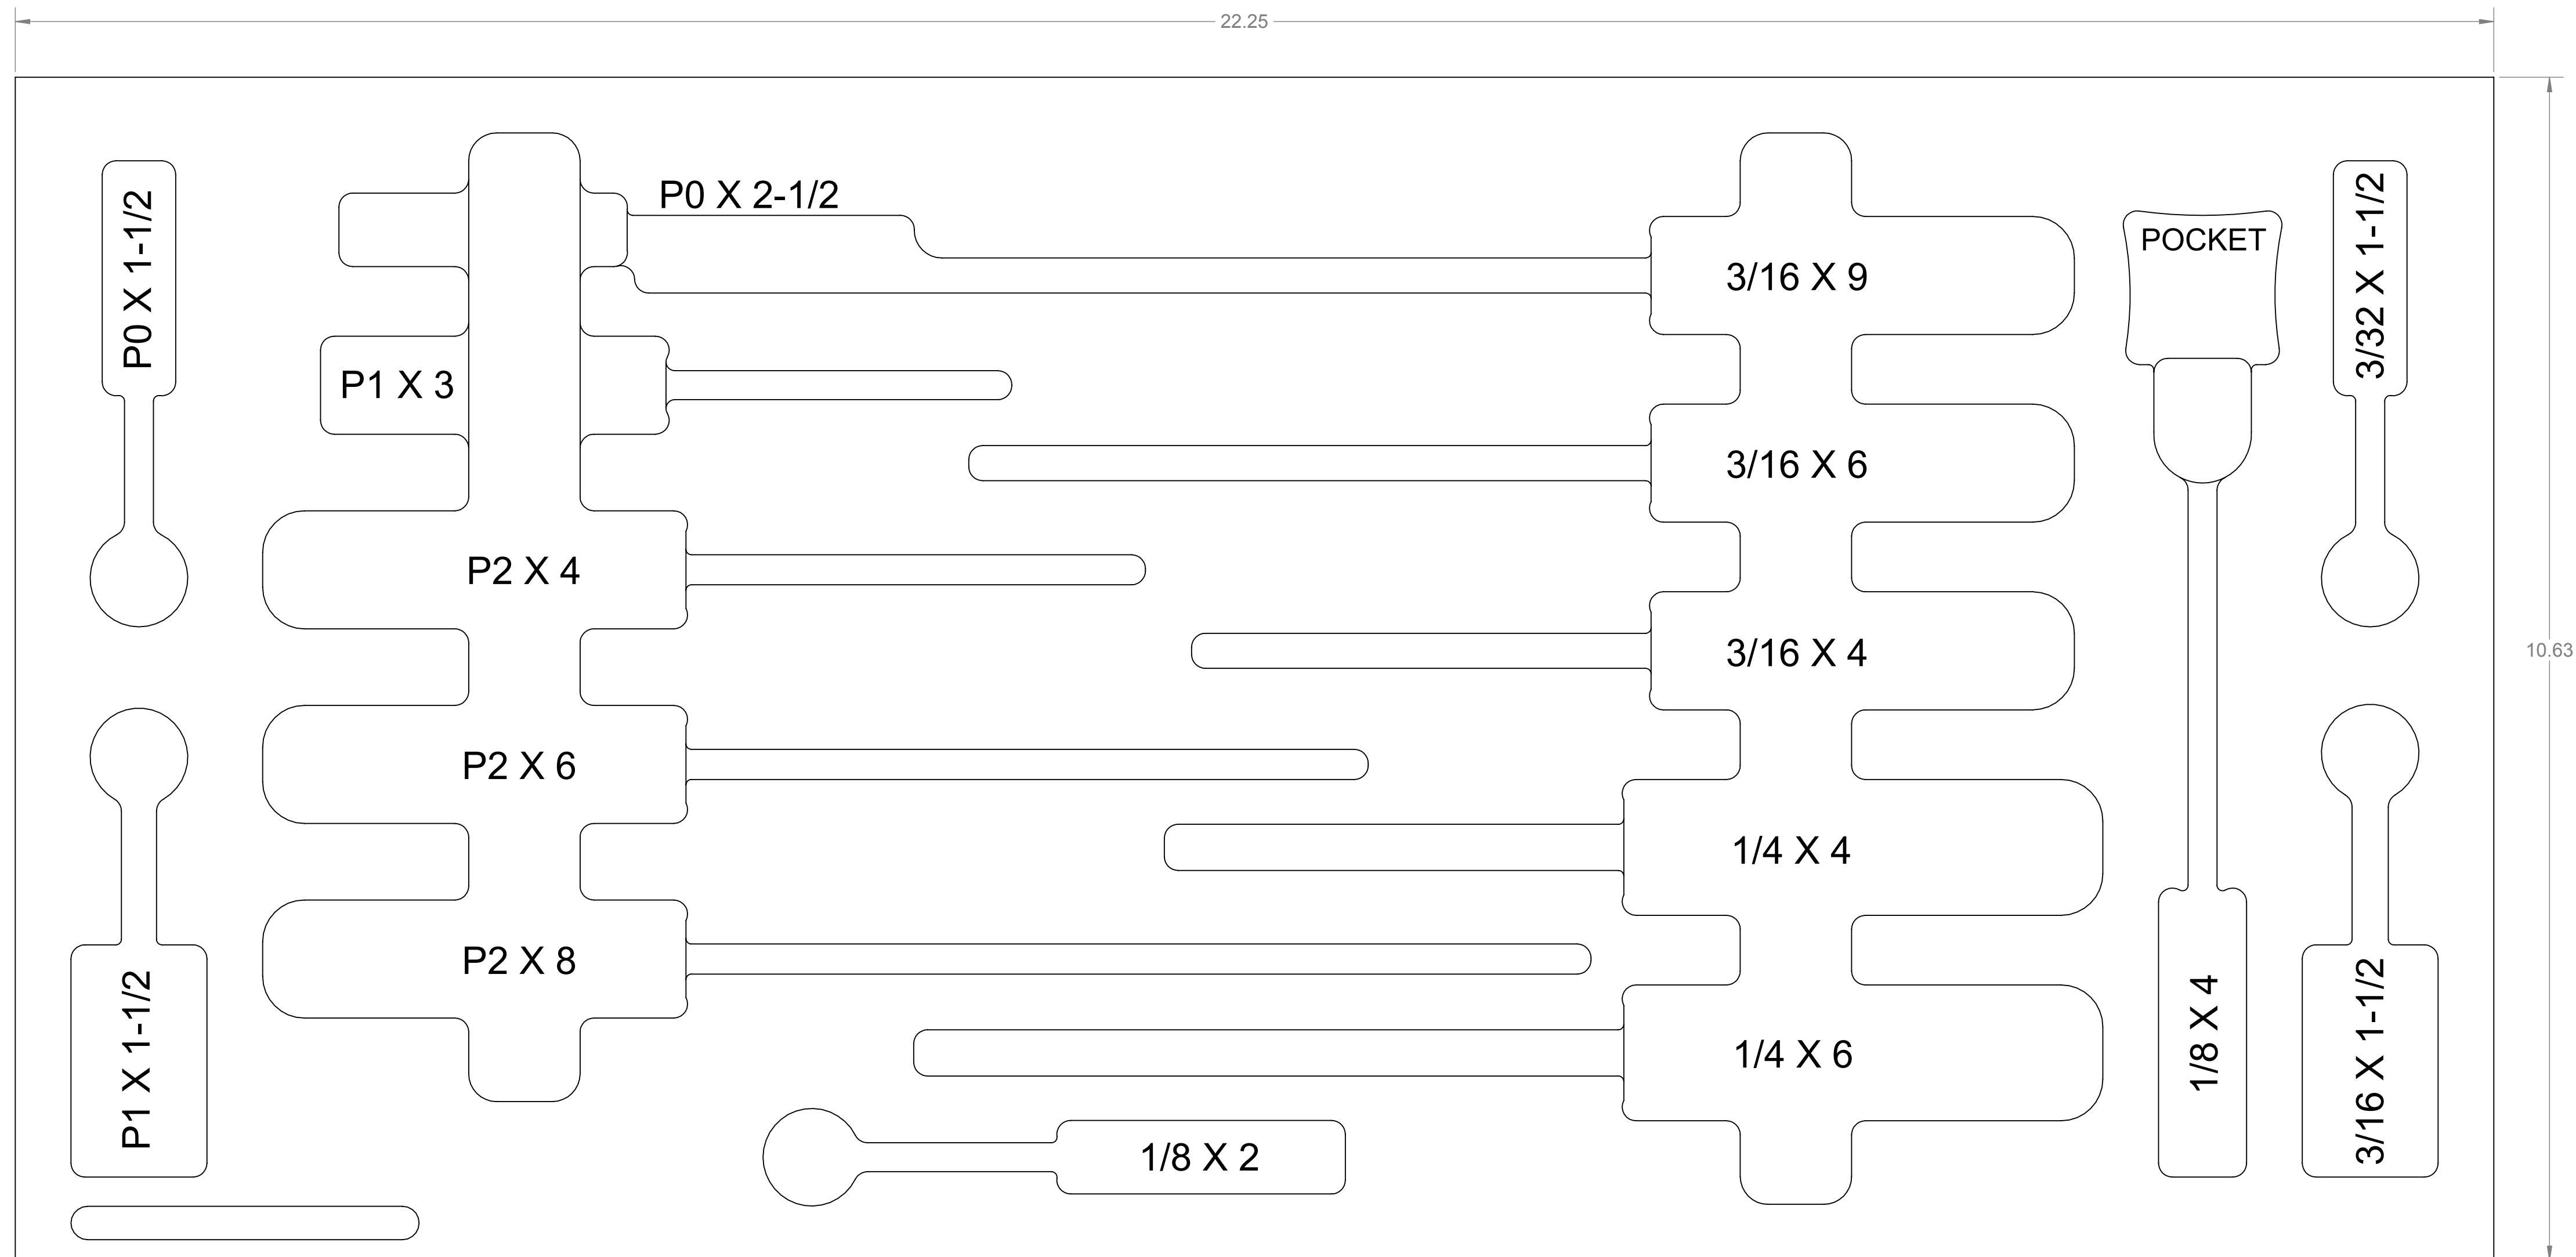 22.25
P0 X 1-1/2
P0 X 2-1/2
3/16 X 9
POCKET
3/32 X 1-1/2
P1 X 3
3/16 X 6
P2 X 4
3/16 X 4
10.63
P2 X 6
1/4 X 4
P2 X 8
P1 X 1-1/2
1/4 X 6
1/8 X 4
3/16 X 1-1/2
1/8 X 2